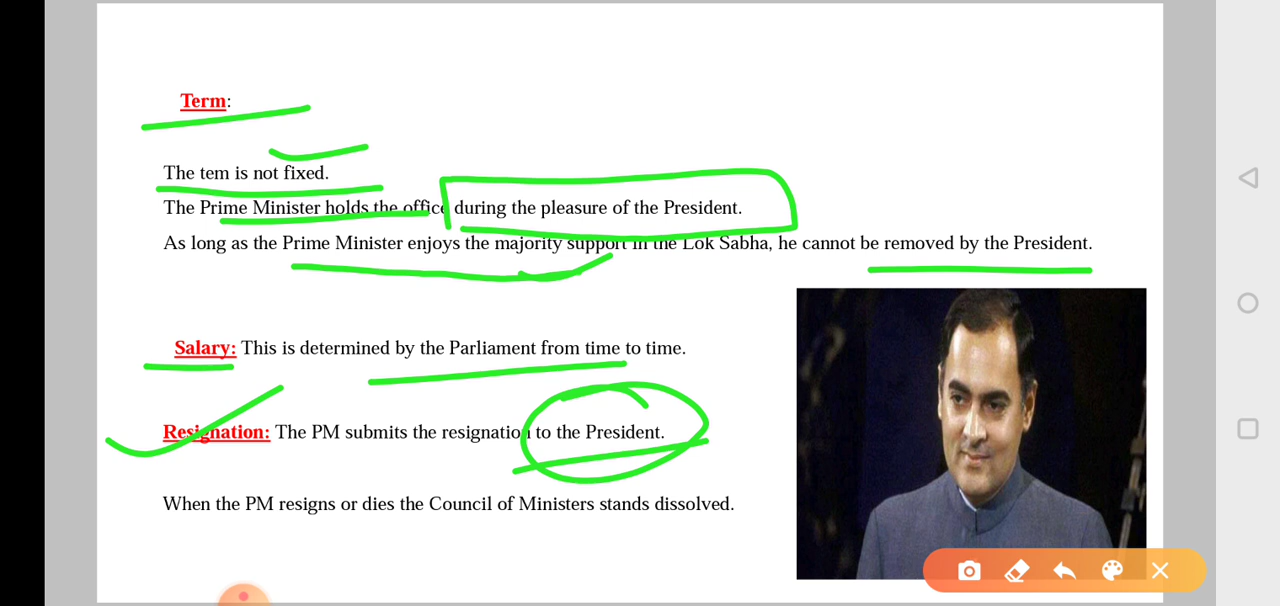 Term:
The tem is not fixed.
The Prime Minister holds the office during the pleasure of the President.
As long as the Prime Minister enjoys the majority support in the Lok Sabha, he cannot be removed by the President.
Salary: This is determined by the Parliament from time to time.
Resignation: The PM submits the resignation to the President.
When the PM resigns or dies the Council of Ministers stands dissolved.